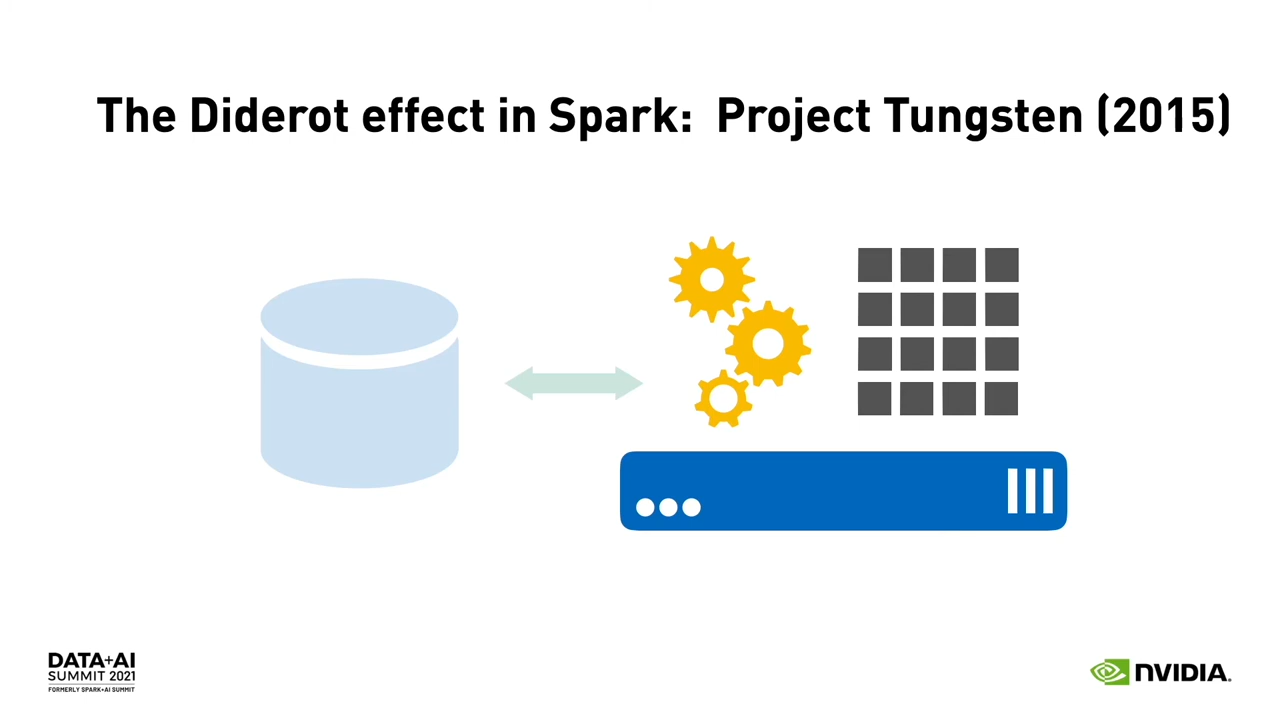 The Diderot effect in Spark: Project Tungsten (2015)
DATA+AI
SUMMIT 2021
FORMERLY SPARK+AI SUMMIT
NVIDIA.